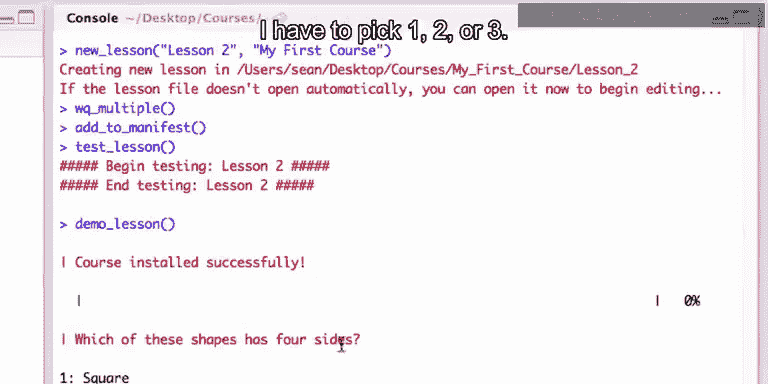 Console ~/Desktop/Courses/
I have to pick 1, 2, or 3.
> new_lesson("Lesson 2", "My First Course")
Creating new lesson in /Users/sean/Desktop/Courses/My_First_Course/Lesson_2
If the lesson file doesn't open automatically, you can open it now to begin editing...
> wq_multiple()
> add_to_manifest()
> test_lesson()
##### Begin testing: Lesson 2 #####
##### End testing: Lesson 2 #####
> demo_lesson()
| Course installed successfully!
| | 0%
| Which of these shapes has four sides?
1: Square